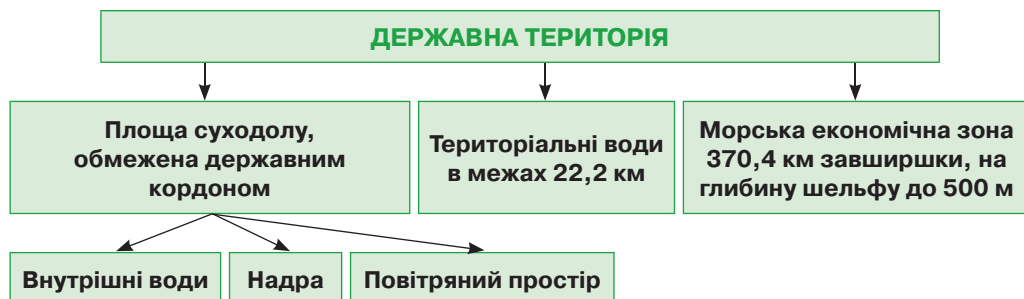 ДЕРЖАВНА ТЕРИТОРІЯ
Площа суходолу,
обмежена державним
кордоном
Територіальні води
в межах 22,2 км
Морська економічна зона
370,4 км завширшки, на
глибину шельфу до 500 м
Внутрішні води
Надра
Повітряний простір